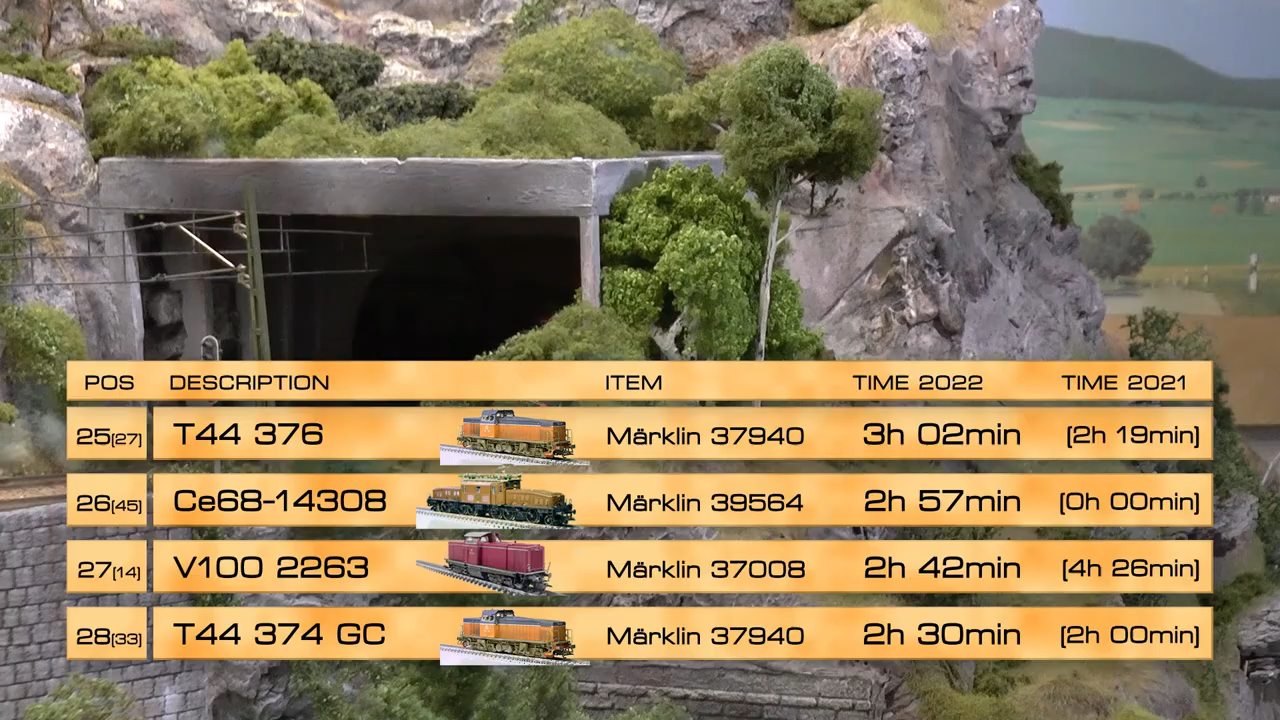 POS DESCRIPTION ITEM TIME 2022 TIME 2021
25[27] T44 376 Märklin 37940 3h 02min [2h 19min]
26[45] Ce68-14308 Märklin 39564 2h 57min [0h 00min]
27[14] V100 2263 Märklin 37008 2h 42min [4h 26min]
28[33] T44 374 GC Märklin 37940 2h 30min [2h 00min]